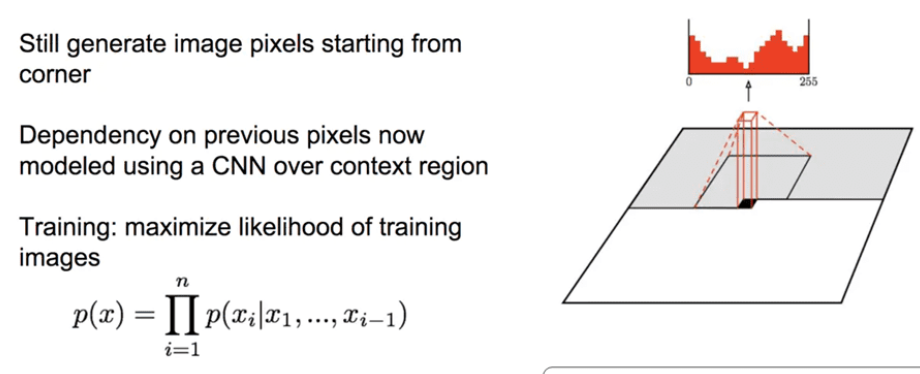 Still generate image pixels starting from
corner
Dependency on previous pixels now
modeled using a CNN over context region
Training: maximize likelihood of training
images
p(x) = \prod_{i=1}^{n} p(x_i|x_1, ..., x_{i-1})
0 255